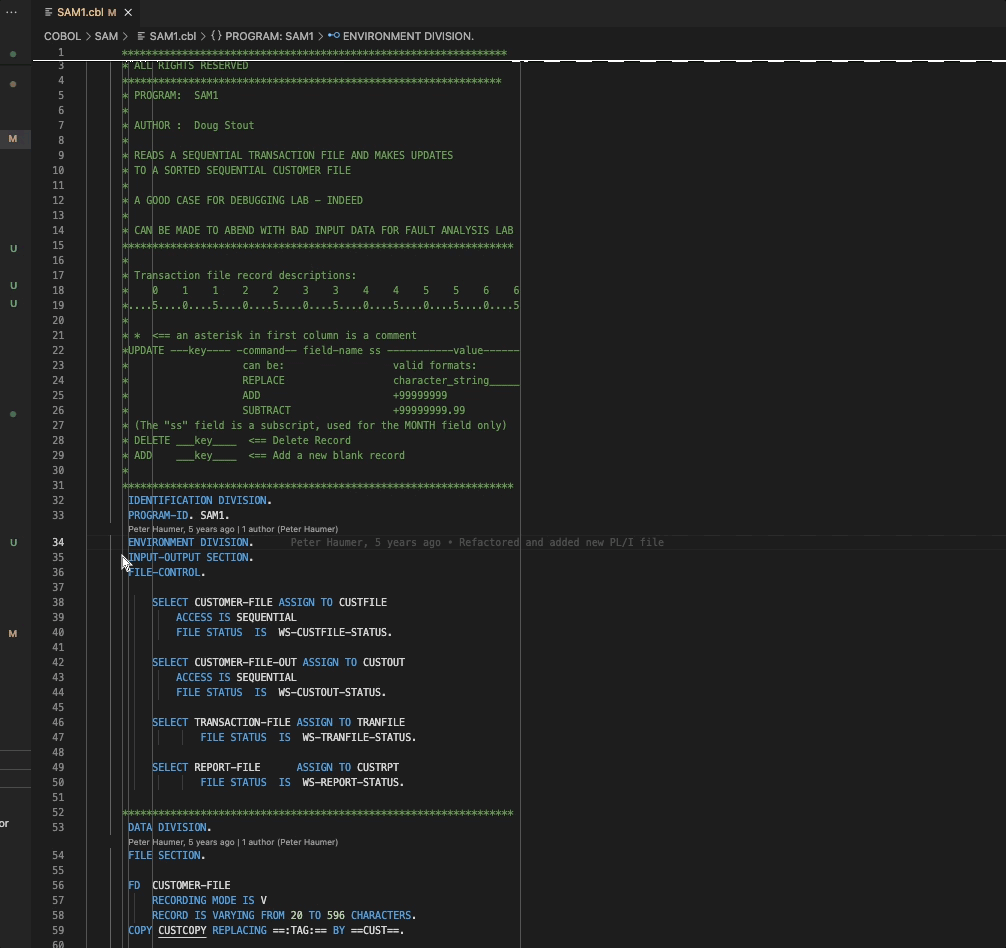 ··· SAM1.cbl M ×
COBOL > SAM > SAM1.cbl > {} PROGRAM: SAM1 > ENVIRONMENT DIVISION.
1 ****************************************************************
3 * ALL RIGHTS RESERVED
4 ***************************************************************
5 * PROGRAM:  SAM1
6 *
7 * AUTHOR :  Doug Stout
8 *
9 * READS A SEQUENTIAL TRANSACTION FILE AND MAKES UPDATES
10 * TO A SORTED SEQUENTIAL CUSTOMER FILE
11 *
12 * A GOOD CASE FOR DEBUGGING LAB - INDEED
13 *
14 * CAN BE MADE TO ABEND WITH BAD INPUT DATA FOR FAULT ANALYSIS LAB
15 *****************************************************************
16 *
17 * Transaction file record descriptions:
18 *    0    1    1    2    2    3    3    4    4    5    5    6    6
19 *....5....0....5....0....5....0....5....0....5....0....5....0....5
20 *
21 * *  <== an asterisk in first column is a comment
22 *UPDATE ---key---- -command-- field-name ss -----------value------
23 *                   can be:                  valid formats:
24 *                   REPLACE                  character_string_____
25 *                   ADD                      +99999999
26 *                   SUBTRACT                 +99999999.99
27 * (The "ss" field is a subscript, used for the MONTH field only)
28 * DELETE ___key____  <== Delete Record
29 * ADD    ___key____  <== Add a new blank record
30 *
31 *****************************************************************
32 IDENTIFICATION DIVISION.
33 PROGRAM-ID. SAM1.
Peter Haumer, 5 years ago | 1 author (Peter Haumer)
34 ENVIRONMENT DIVISION.      Peter Haumer, 5 years ago • Refactored and added new PL/I file
35 INPUT-OUTPUT SECTION.
36 FILE-CONTROL.
37
38     SELECT CUSTOMER-FILE ASSIGN TO CUSTFILE
39         ACCESS IS SEQUENTIAL
40         FILE STATUS  IS  WS-CUSTFILE-STATUS.
41
42     SELECT CUSTOMER-FILE-OUT ASSIGN TO CUSTOUT
43         ACCESS IS SEQUENTIAL
44         FILE STATUS  IS  WS-CUSTOUT-STATUS.
45
46     SELECT TRANSACTION-FILE ASSIGN TO TRANFILE
47             FILE STATUS  IS  WS-TRANFILE-STATUS.
48
49     SELECT REPORT-FILE      ASSIGN TO CUSTRPT
50             FILE STATUS  IS  WS-REPORT-STATUS.
51
52 *****************************************************************
53 DATA DIVISION.
Peter Haumer, 5 years ago | 1 author (Peter Haumer)
54 FILE SECTION.
55
56 FD  CUSTOMER-FILE
57     RECORDING MODE IS V
58     RECORD IS VARYING FROM 20 TO 596 CHARACTERS.
59 COPY CUSTCOPY REPLACING ==:TAG:== BY ==CUST==.
60
M
U
U
U
U
M
or